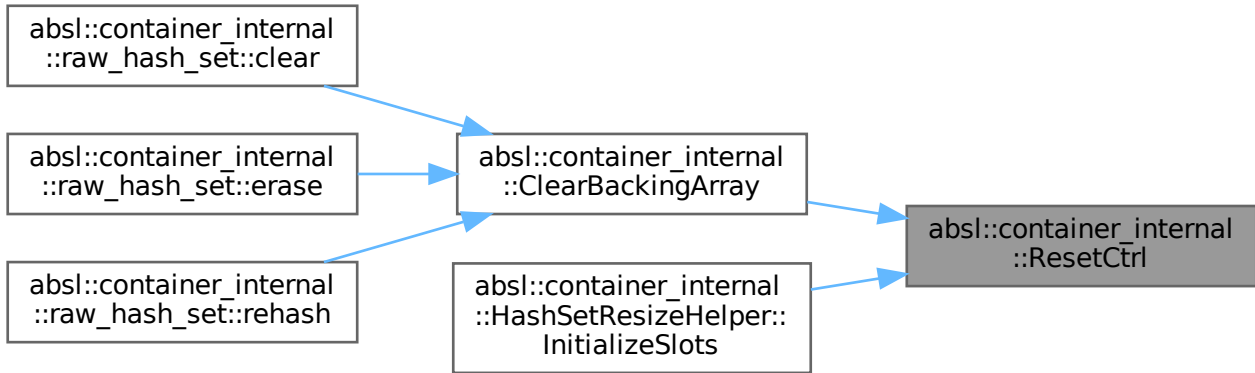 absl::container_internal
::raw_hash_set::clear
absl::container_internal
::raw_hash_set::erase
absl::container_internal
::raw_hash_set::rehash
absl::container_internal
::ClearBackingArray
absl::container_internal
::HashSetResizeHelper::
InitializeSlots
absl::container_internal
::ResetCtrl